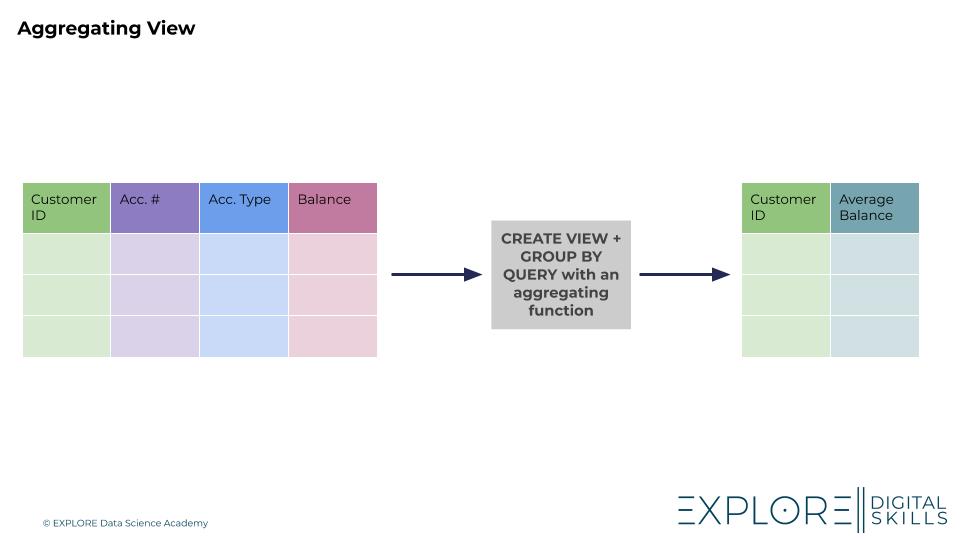 Aggregating View
Customer
ID
Acc. #
Acc. Type
Balance
CREATE VIEW +
GROUP BY
QUERY with an
aggregating
function
Customer
ID
Average
Balance
© EXPLORE Data Science Academy
EXPLORE
DIGITAL
SKILLS